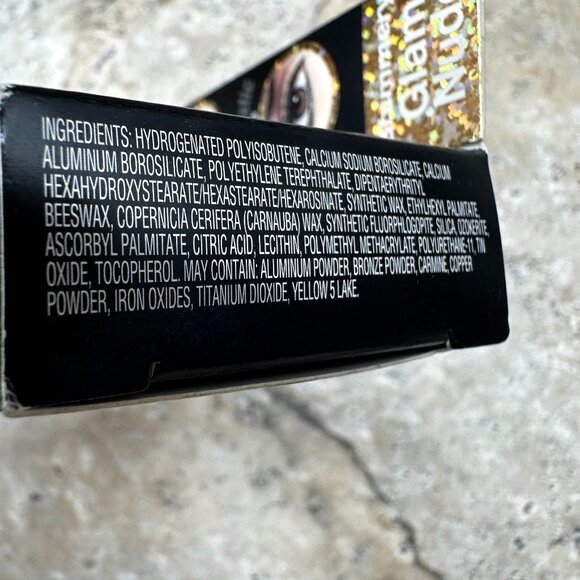 Glam
Nude
INGREDIENTS: HYDROGENATED POLYISOBUTENE, CALCIUM SODIUM BOROSILICATE, CALCIUM
ALUMINUM BOROSILICATE, POLYETHYLENE TEREPHTHALATE, DIPENTAERYTHRITYL
HEXAHYDROXYSTEARATE/HEXASTEARATE/HEXAROSINATE, SYNTHETIC WAX, ETHYLHEXYL PALMITATE,
BEESWAX, COPERNICIA CERIFERA (CARNAUBA) WAX, SYNTHETIC FLUORPHLOGOPITE, SILICA, OZOKERITE
ASCORBYL PALMITATE, CITRIC ACID, LECITHIN, POLYMETHYL METHACRYLATE, POLYURETHANE-11, TIN
OXIDE, TOCOPHEROL. MAY CONTAIN: ALUMINUM POWDER, BRONZE POWDER, CARMINE, COPPER
POWDER, IRON OXIDES, TITANIUM DIOXIDE, YELLOW 5 LAKE.